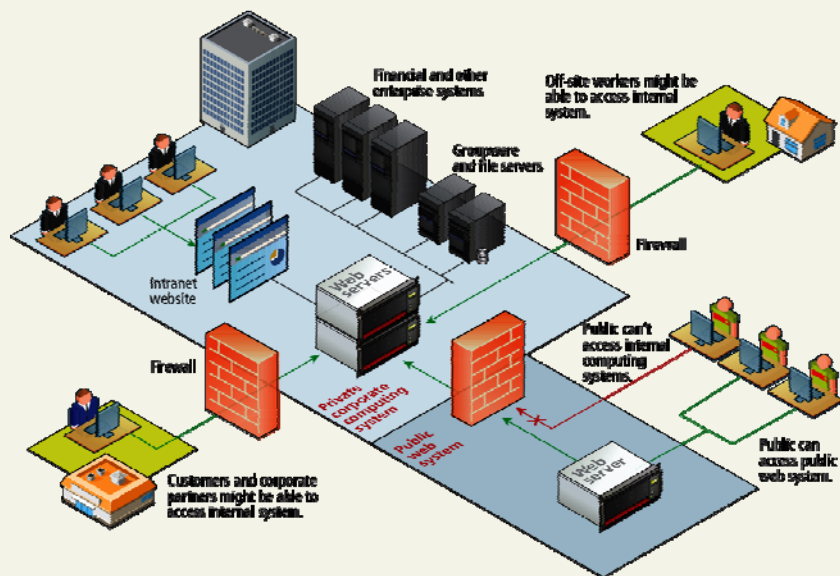 Financial and other
enterprise systems
Off-site workers might be
able to access internal
system.
Groupware
and file servers
Firewall
Intranet
website
Web
servers
Public can't
access internal
computing
systems.
Firewall
Private
corporate
computing
system
Public
web
system
Web
server
Public can
access public
web system.
Customers and corporate
partners might be able to
access internal system.